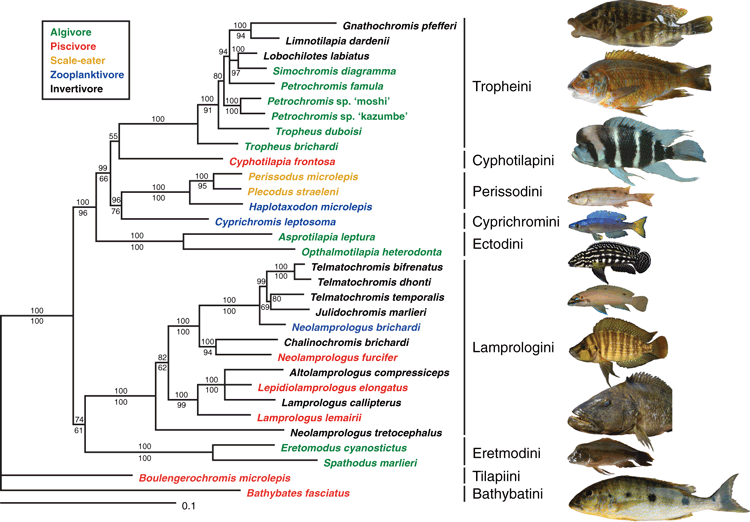 Algivore
Piscivore
Scale-eater
Zooplanktivore
Invertivore
Gnathochromis pfefferi
Limnotilapia dardenii
Lobochilotes labiatus
Simochromis diagramma
Petrochromis famula
Petrochromis sp. 'moshi'
Petrochromis sp. 'kazumbe'
Tropheus duboisi
Tropheus brichardi
Cyphotilapia frontosa
Perissodus microlepis
Plecodus straeleni
Haplotaxodon microlepis
Cyprichromis leptosoma
Asprotilapia leptura
Opthalmotilapia heterodonta
Telmatochromis bifrenatus
Telmatochromis dhonti
Telmatochromis temporalis
Julidochromis marlieri
Neolamprologus brichardi
Chalinochromis brichardi
Neolamprologus furcifer
Altolamprologus compressiceps
Lepidiolamprologus elongatus
Lamprologus callipterus
Lamprologus lemairii
Neolamprologus tretocephalus
Eretomodus cyanostictus
Spathodus marlieri
Boulengerochromis microlepis
Bathybates fasciatus
Tropheini
Cyphotilapini
Perissodini
Cyprichromini
Ectodini
Lamprologini
Eretmodini
Tilapiini
Bathybatini
100
94
100
94
97
80
100
100
100
91
100
55
100
99
66
100
95
96
76
100
96
100
100
100
100
99
69
80
100
100
100
100
100
94
82
62
100
100
100
99
100
100
74
61
100
100
0.1